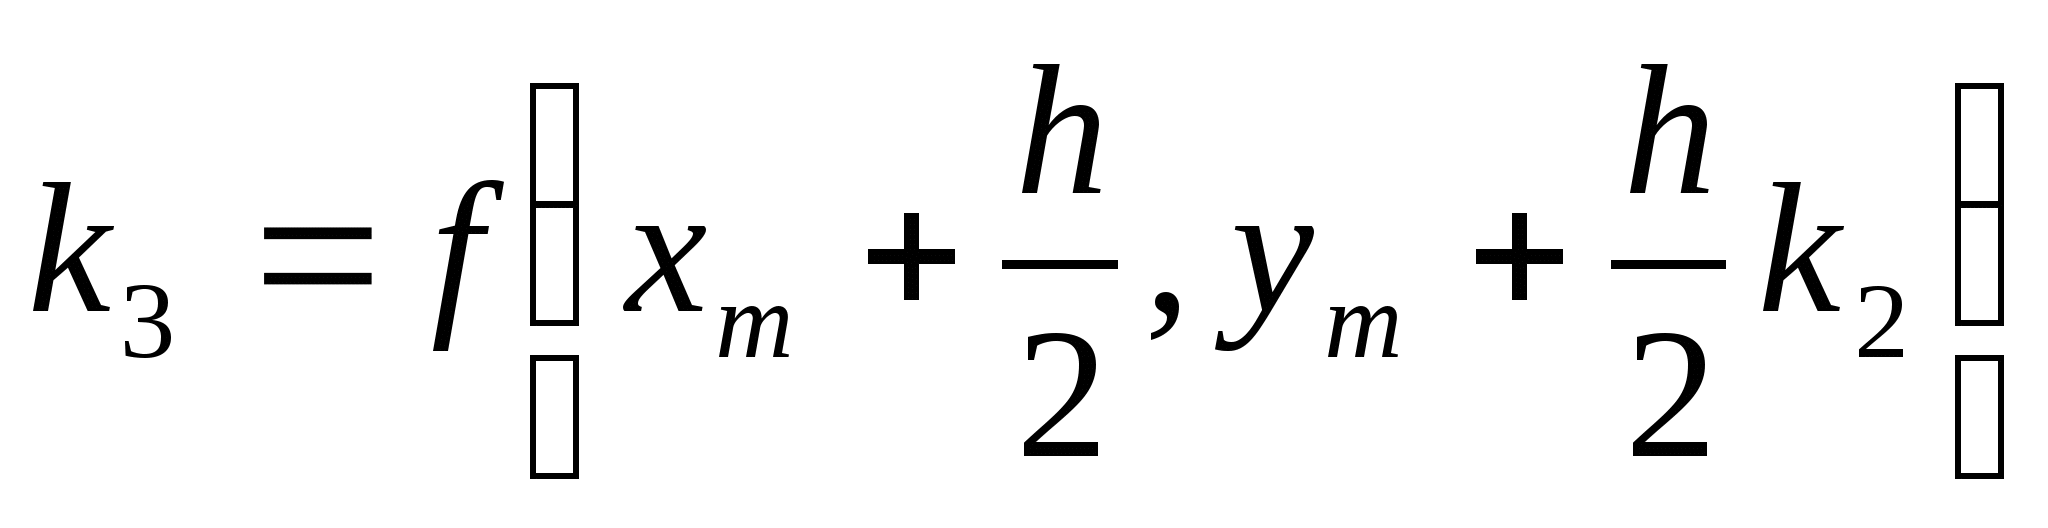 k₃ = f(xₘ + h/2, yₘ + h/2 k₂)